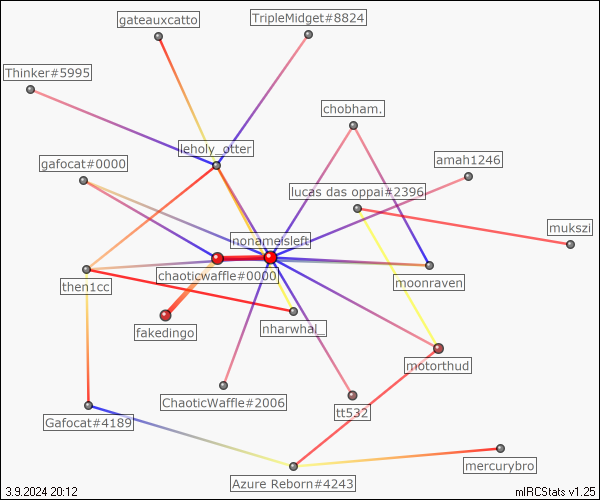 TripleMidget#8824
gateauxcatto
Thinker#5995
chobham.
leholy_otter
amah1246
gafocat#0000
lucas das oppai#2396
mukszi
nonameisleft
chaoticwaffle#0000
moonraven
then1cc
fakedingo
nharwhal_
motorthud
ChaoticWaffle#2006
tt532
Gafocat#4189
mercurybro
Azure Reborn#4243
3.9.2024 20:12
mIRCStats v1.25